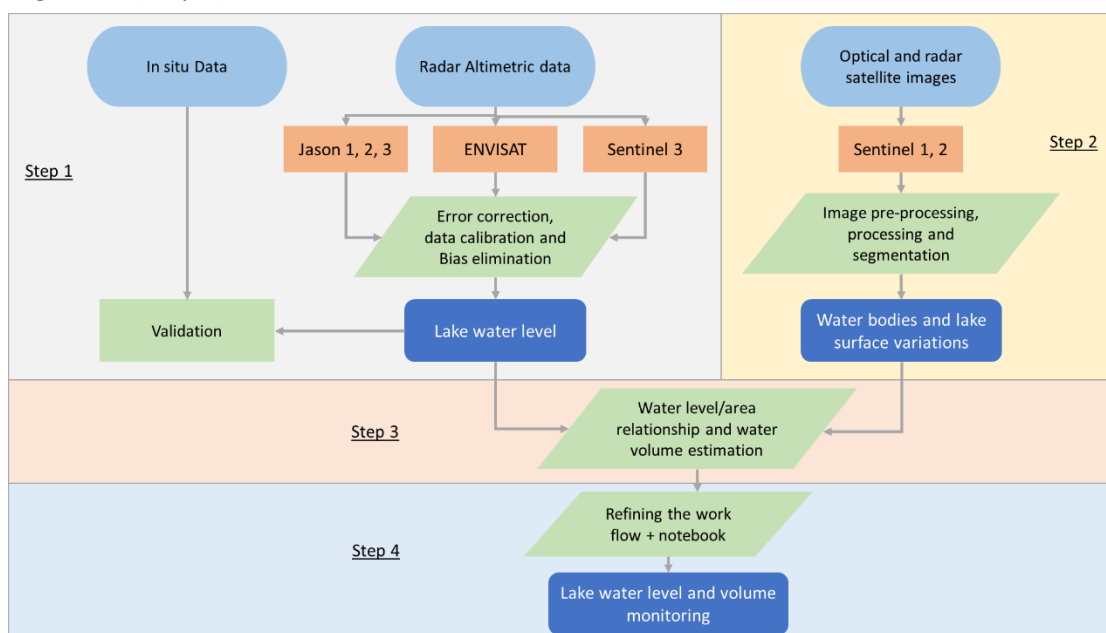 In situ Data
Radar Altimetric data
Optical and radar
satellite images
Jason 1, 2, 3
ENVISAT
Sentinel 3
Sentinel 1, 2
Step 1
Step 2
Error correction,
data calibration and
Bias elimination
Image pre-processing,
processing and
segmentation
Validation
Lake water level
Water bodies and lake
surface variations
Step 3
Water level/area
relationship and water
volume estimation
Step 4
Refining the work
flow + notebook
Lake water level and volume
monitoring